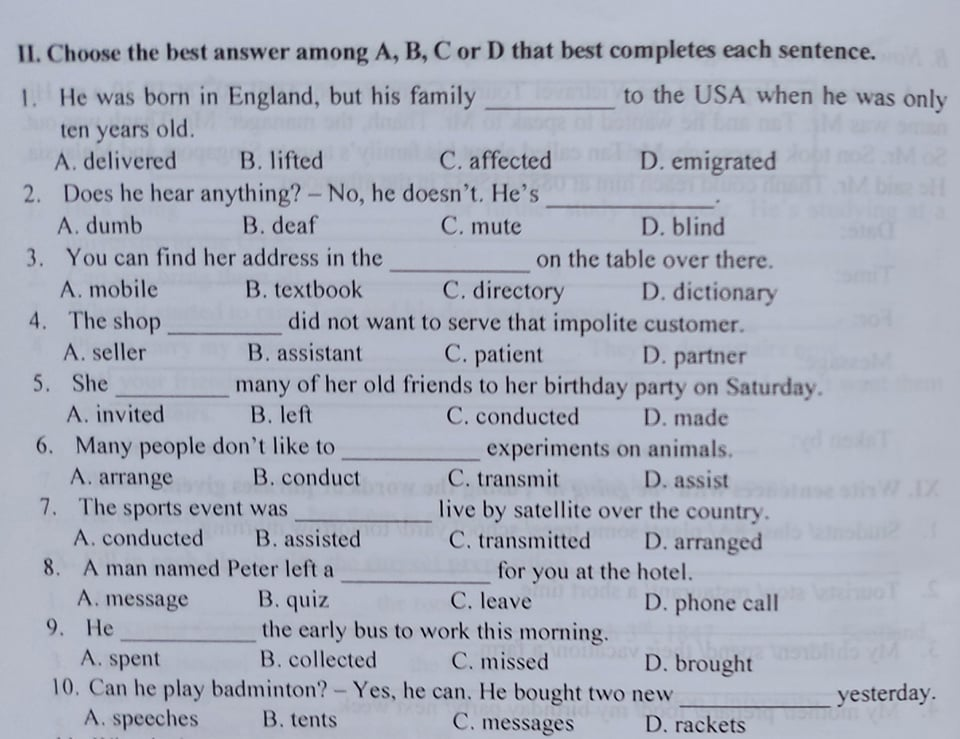 II. Choose the best answer among A, B, C or D that best completes each sentence.
1. He was born in England, but his family __________ to the USA when he was only
ten years old.
A. delivered B. lifted C. affected D. emigrated
2. Does he hear anything? – No, he doesn't. He's __________.
A. dumb B. deaf C. mute D. blind
3. You can find her address in the __________ on the table over there.
A. mobile B. textbook C. directory D. dictionary
4. The shop __________ did not want to serve that impolite customer.
A. seller B. assistant C. patient D. partner
5. She __________ many of her old friends to her birthday party on Saturday.
A. invited B. left C. conducted D. made
6. Many people don't like to __________ experiments on animals.
A. arrange B. conduct C. transmit D. assist
7. The sports event was __________ live by satellite over the country.
A. conducted B. assisted C. transmitted D. arranged
8. A man named Peter left a __________ for you at the hotel.
A. message B. quiz C. leave D. phone call
9. He __________ the early bus to work this morning.
A. spent B. collected C. missed D. brought
10. Can he play badminton? – Yes, he can. He bought two new __________ yesterday.
A. speeches B. tents C. messages D. rackets